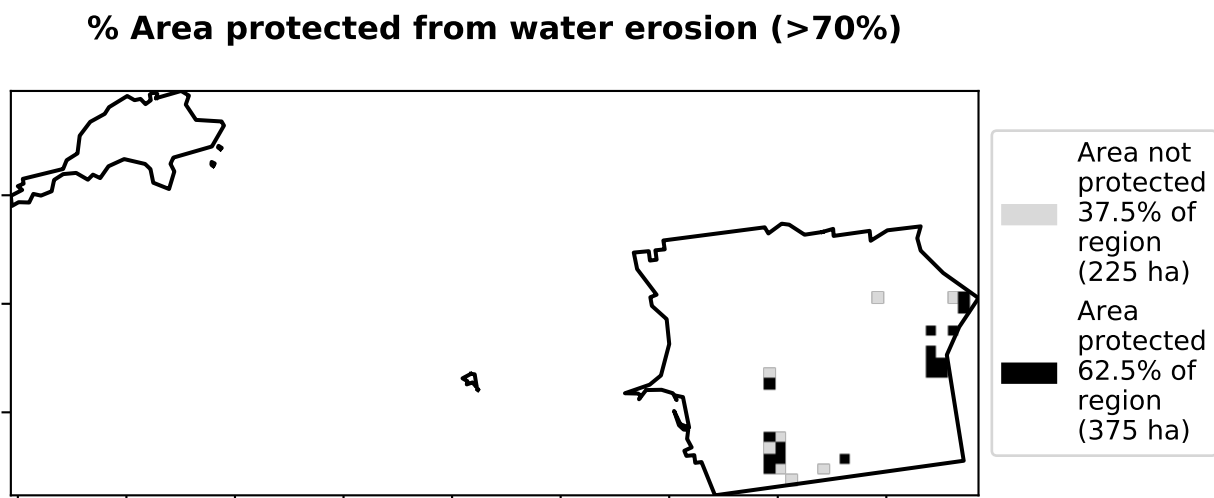 % Area protected from water erosion (>70%)
Area not
protected
37.5% of
region
(225 ha)
Area
protected
62.5% of
region
(375 ha)